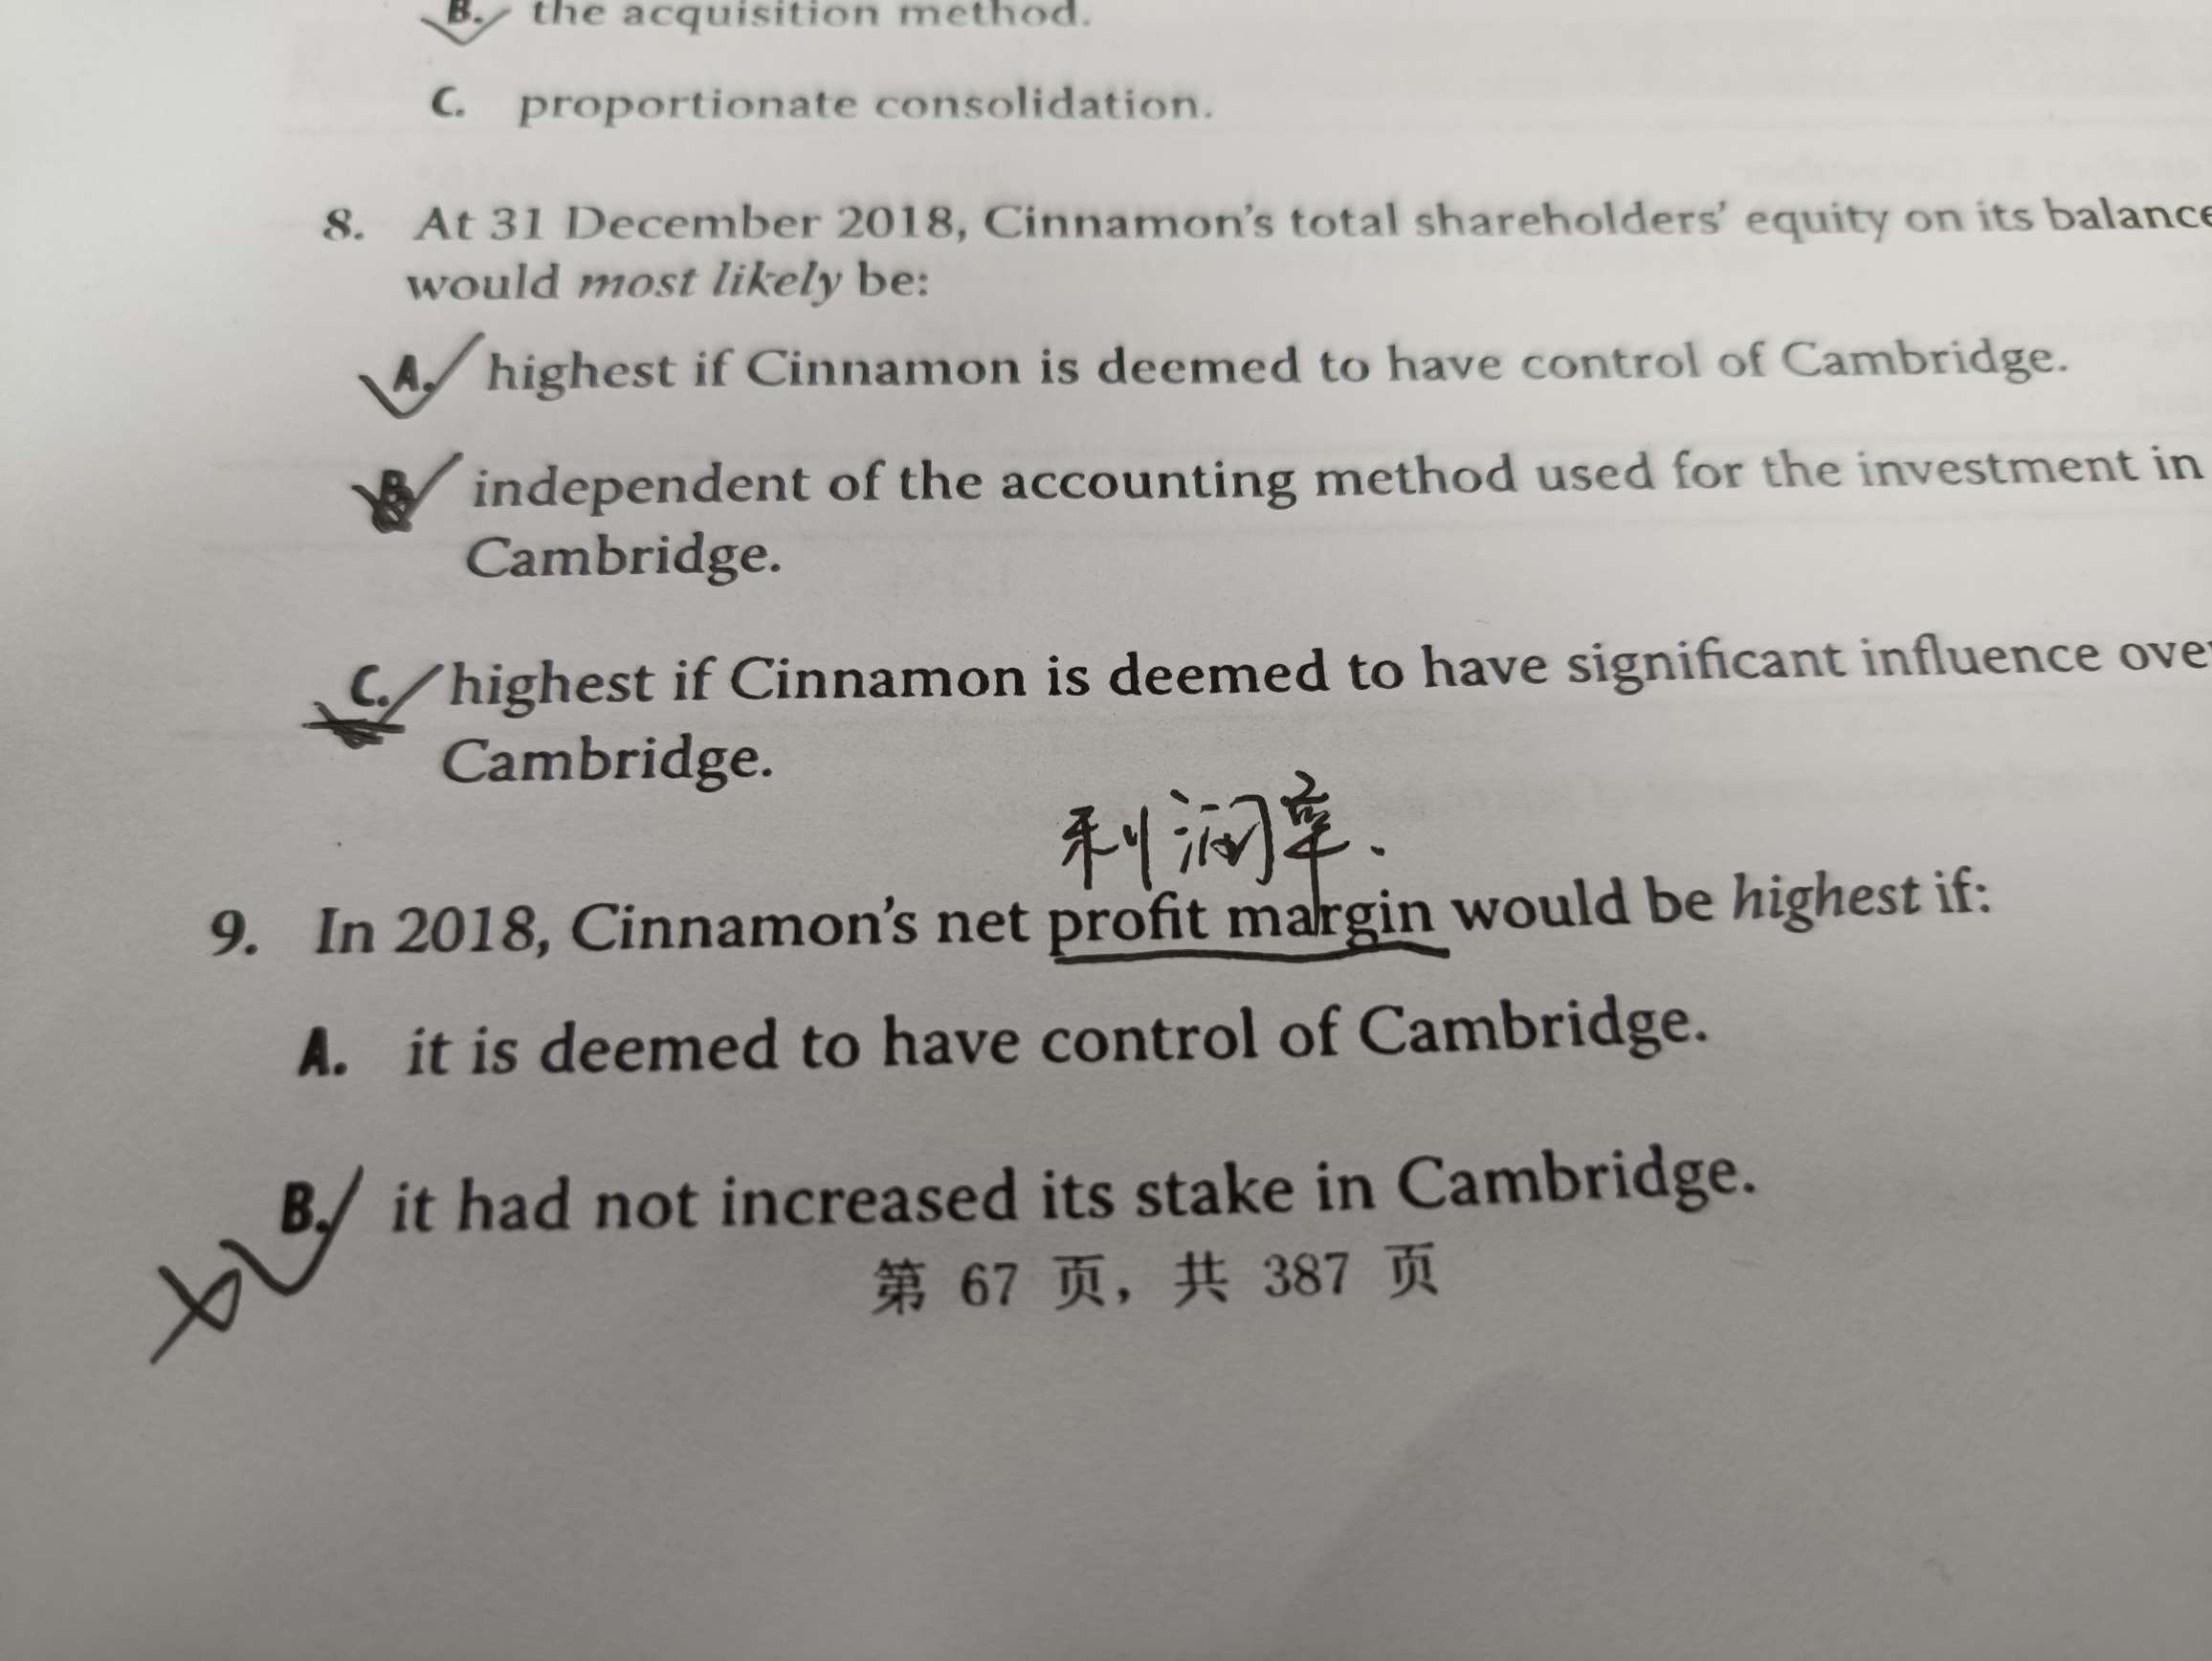 B. the acquisition method.
C. proportionate consolidation.
8. At 31 December 2018, Cinnamon's total shareholders' equity on its balance
would most likely be:
A. highest if Cinnamon is deemed to have control of Cambridge.
B. independent of the accounting method used for the investment in
Cambridge.
C. highest if Cinnamon is deemed to have significant influence over
Cambridge.
利润率、
9. In 2018, Cinnamon's net profit margin would be highest if:
A. it is deemed to have control of Cambridge.
B. it had not increased its stake in Cambridge.
第 67 页，共 387 页